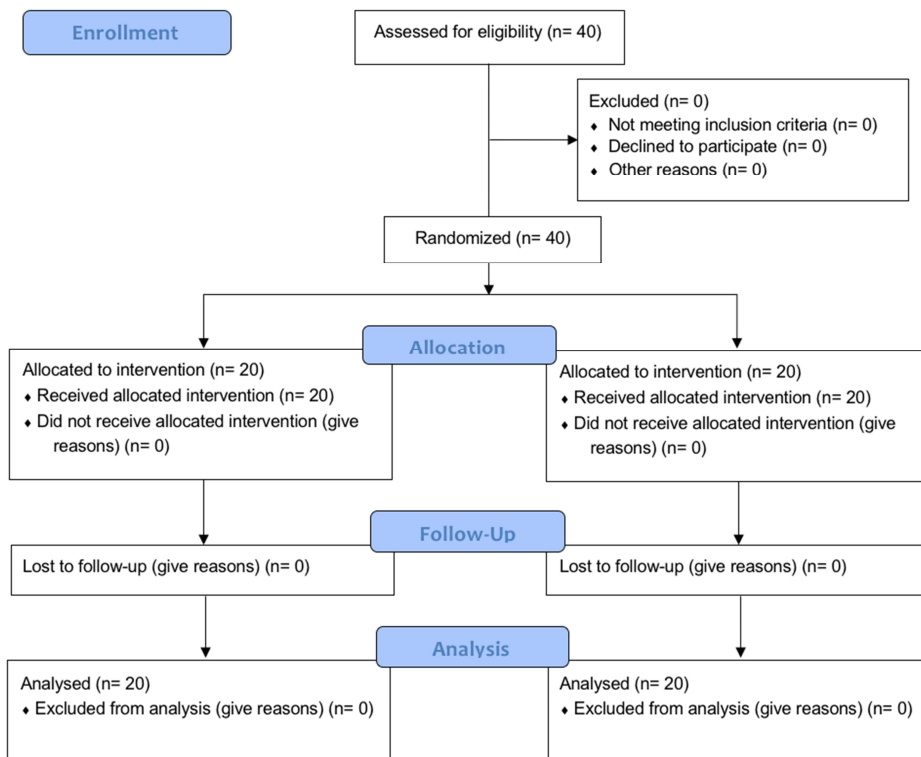 Enrollment
Assessed for eligibility (n= 40)
Excluded (n= 0)
♦ Not meeting inclusion criteria (n= 0)
♦ Declined to participate (n= 0)
♦ Other reasons (n= 0)
Randomized (n= 40)
Allocation
Allocated to intervention (n= 20)
♦ Received allocated intervention (n= 20)
♦ Did not receive allocated intervention (give
reasons) (n= 0)
Allocated to intervention (n= 20)
♦ Received allocated intervention (n= 20)
♦ Did not receive allocated intervention (give
reasons) (n= 0)
Follow-Up
Lost to follow-up (give reasons) (n= 0)
Lost to follow-up (give reasons) (n= 0)
Analysis
Analysed (n= 20)
♦ Excluded from analysis (give reasons) (n= 0)
Analysed (n= 20)
♦ Excluded from analysis (give reasons) (n= 0)